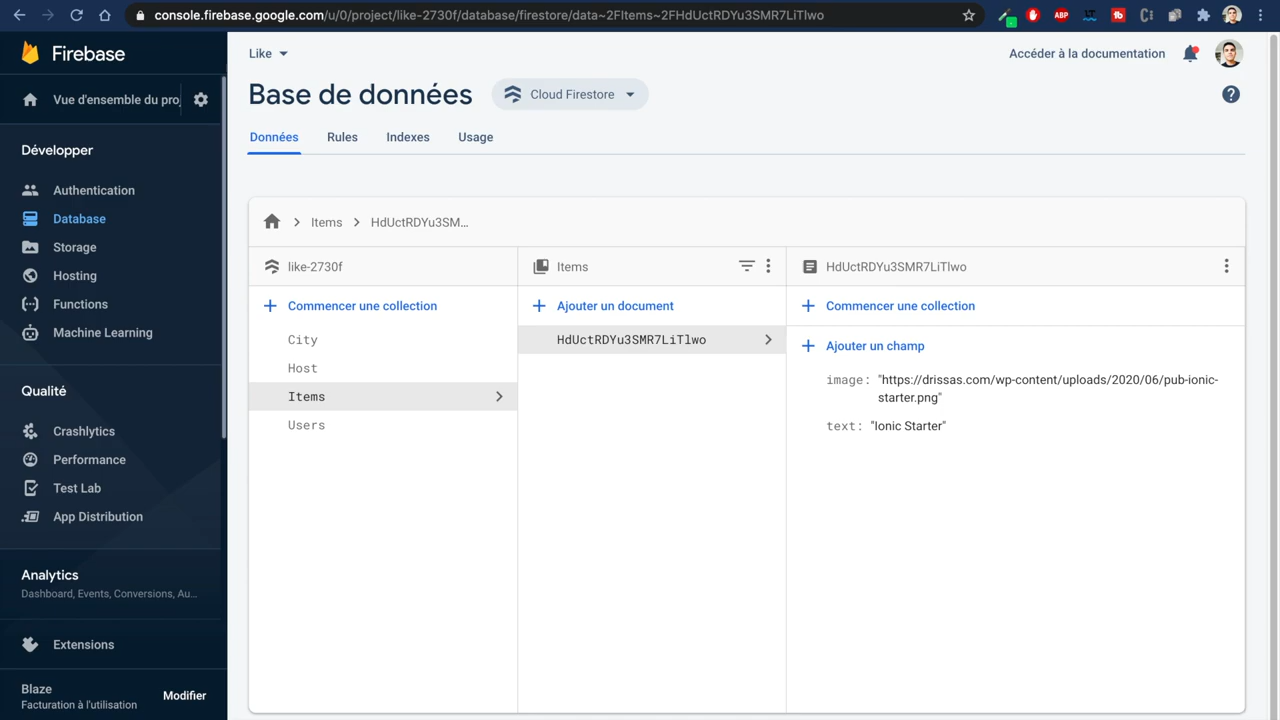 console.firebase.google.com/u/0/project/like-2730f/database/firestore/data~2FItems~2FHdUctRDYu3SMR7LiTlwo
ABP
Firebase
Like
Accéder à la documentation
Vue d'ensemble du pro
Base de données
Cloud Firestore
Données
Rules
Indexes
Usage
Développer
Authentication
Database
Storage
Hosting
Functions
Machine Learning
Qualité
Crashlytics
Performance
Test Lab
App Distribution
Analytics
Dashboard, Events, Conversions, Au...
Extensions
Blaze
Facturation à l'utilisation
Modifier
Items
HdUctRDYu3SM...
like-2730f
Commencer une collection
City
Host
Items
Users
Items
Ajouter un document
HdUctRDYu3SMR7LiTlwo
HdUctRDYu3SMR7LiTlwo
Commencer une collection
Ajouter un champ
image: "https://drissas.com/wp-content/uploads/2020/06/pub-ionic-
starter.png"
text: "Ionic Starter"